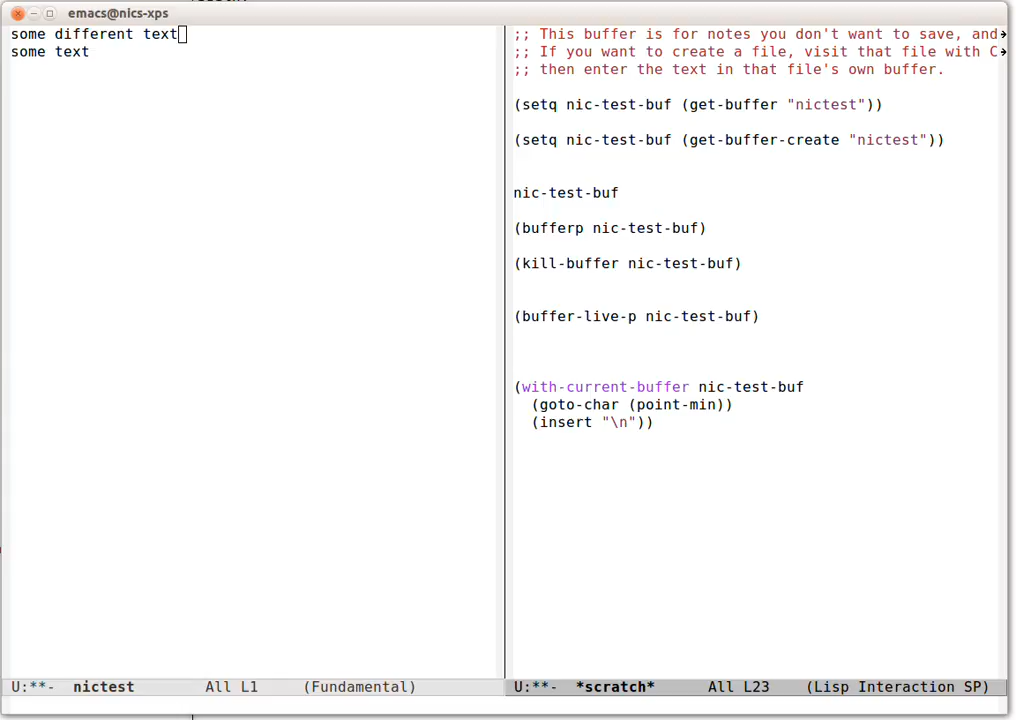 emacs@nics-xps
some different text
some text
;; This buffer is for notes you don't want to save, and
;; If you want to create a file, visit that file with C
;; then enter the text in that file's own buffer.
(setq nic-test-buf (get-buffer "nictest"))
(setq nic-test-buf (get-buffer-create "nictest"))
nic-test-buf
(bufferp nic-test-buf)
(kill-buffer nic-test-buf)
(buffer-live-p nic-test-buf)
(with-current-buffer nic-test-buf
  (goto-char (point-min))
  (insert "\n"))
U:**-  nictest        All L1     (Fundamental)
U:**-  *scratch*      All L23    (Lisp Interaction SP)